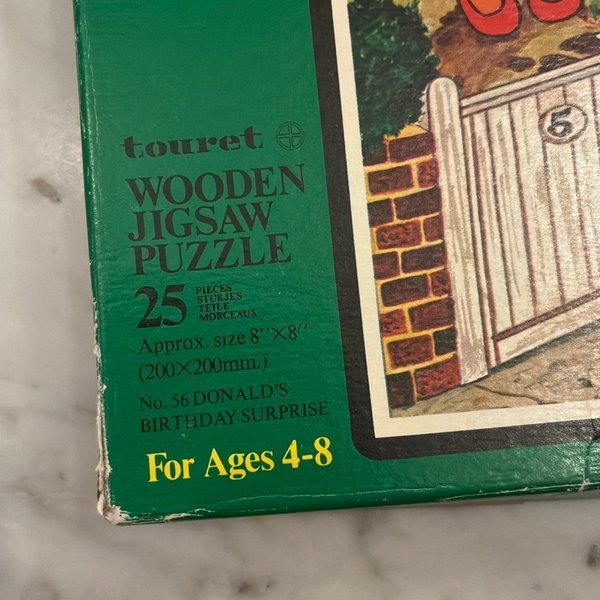 touret
WOODEN
JIGSAW
PUZZLE
25
PIECES
STUKJES
TEILE
MORCEAUX
Approx. size 8"×8"
(200×200mm.)
No. 56 DONALD'S
BIRTHDAY SURPRISE
For Ages 4-8
5